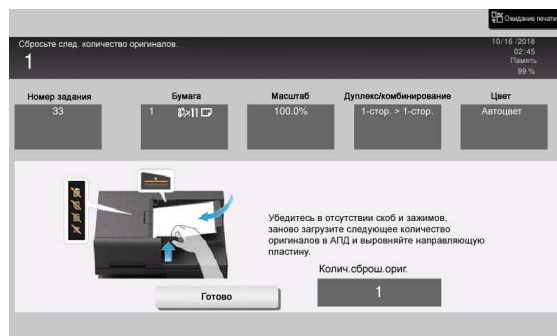 Ожидание печати
Сбросьте след. количество оригиналов.
1
10/16 /2018
02:45
Память
99 %
Номер задания
Бумага
Масштаб
Дуплекс/комбинирование
Цвет
33
1
100.0%
1-стор. > 1-стор.
Автоцвет
Убедитесь в отсутствии скоб и зажимов,
заново загрузите следующее количество
оригиналов в АПД и выровняйте направляющую
пластину.
Колич.сброш.ориг.
1
Готово